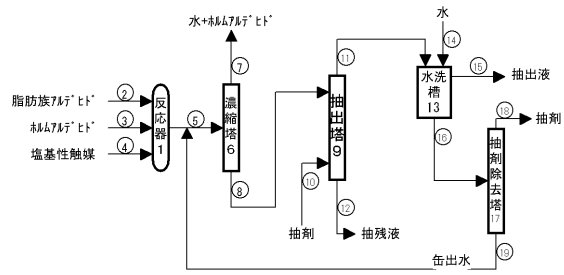 水+ホルムアルデヒド
水
⑦
⑪
⑭
⑮
抽出液
脂肪族アルデヒド
②
ホルムアルデヒド
③
塩基性触媒
④
反応器1
⑤
濃縮塔6
抽出塔9
水洗槽13
⑱
抽剤
⑯
抽剤除去塔17
⑧
⑩
⑫
抽剤
抽残液
缶出水
⑲